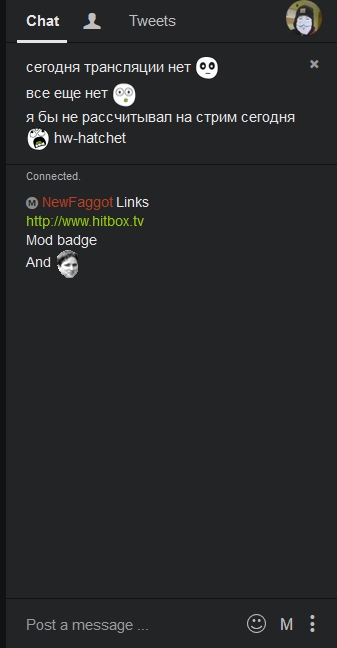 Chat Tweets
сегодня трансляции нет
все еще нет
я бы не рассчитывал на стрим сегодня
hw-hatchet
Connected.
M NewFaggot Links
http://www.hitbox.tv
Mod badge
And
Post a message ... M